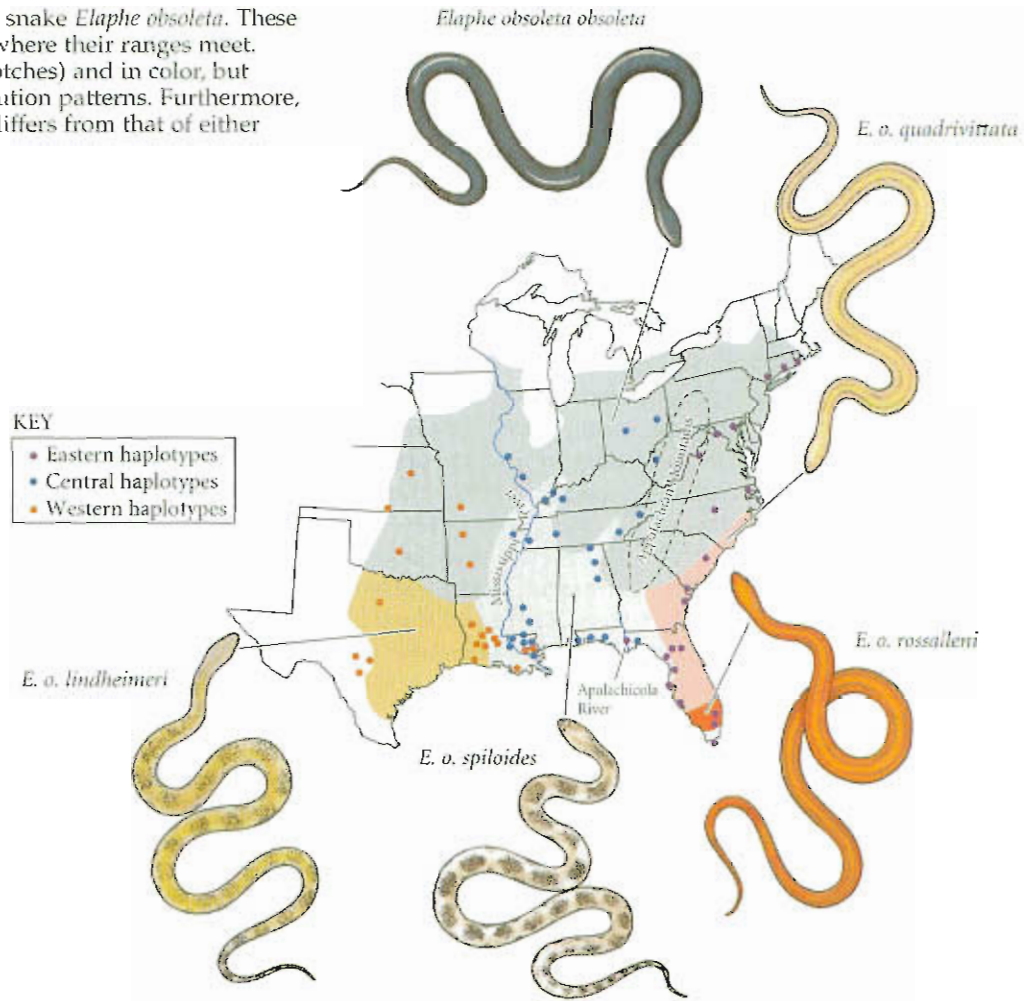 snake Elaphe obsoleta. These
where their ranges meet.
otches) and in color, but
ution patterns. Furthermore,
differs from that of either
Elaphe obsoleta obsoleta
E. o. quadrivittata
KEY
Eastern haplotypes
Central haplotypes
Western haplotypes
Mississippi River
Appalachian Mountains
E. o. lindheimeri
Apalachicola
River
E. o. rossalleni
E. o. spiloides